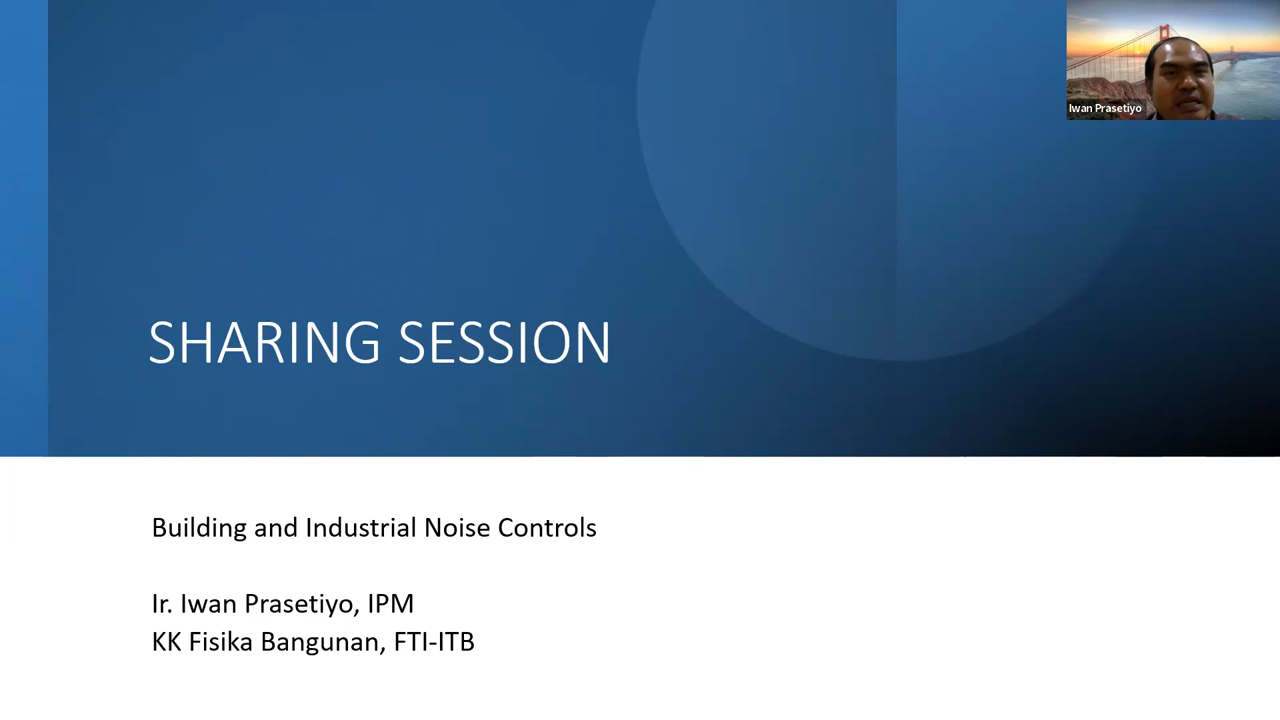 Iwan Prasetiyo
SHARING SESSION
Building and Industrial Noise Controls
Ir. Iwan Prasetiyo, IPM
KK Fisika Bangunan, FTI-ITB